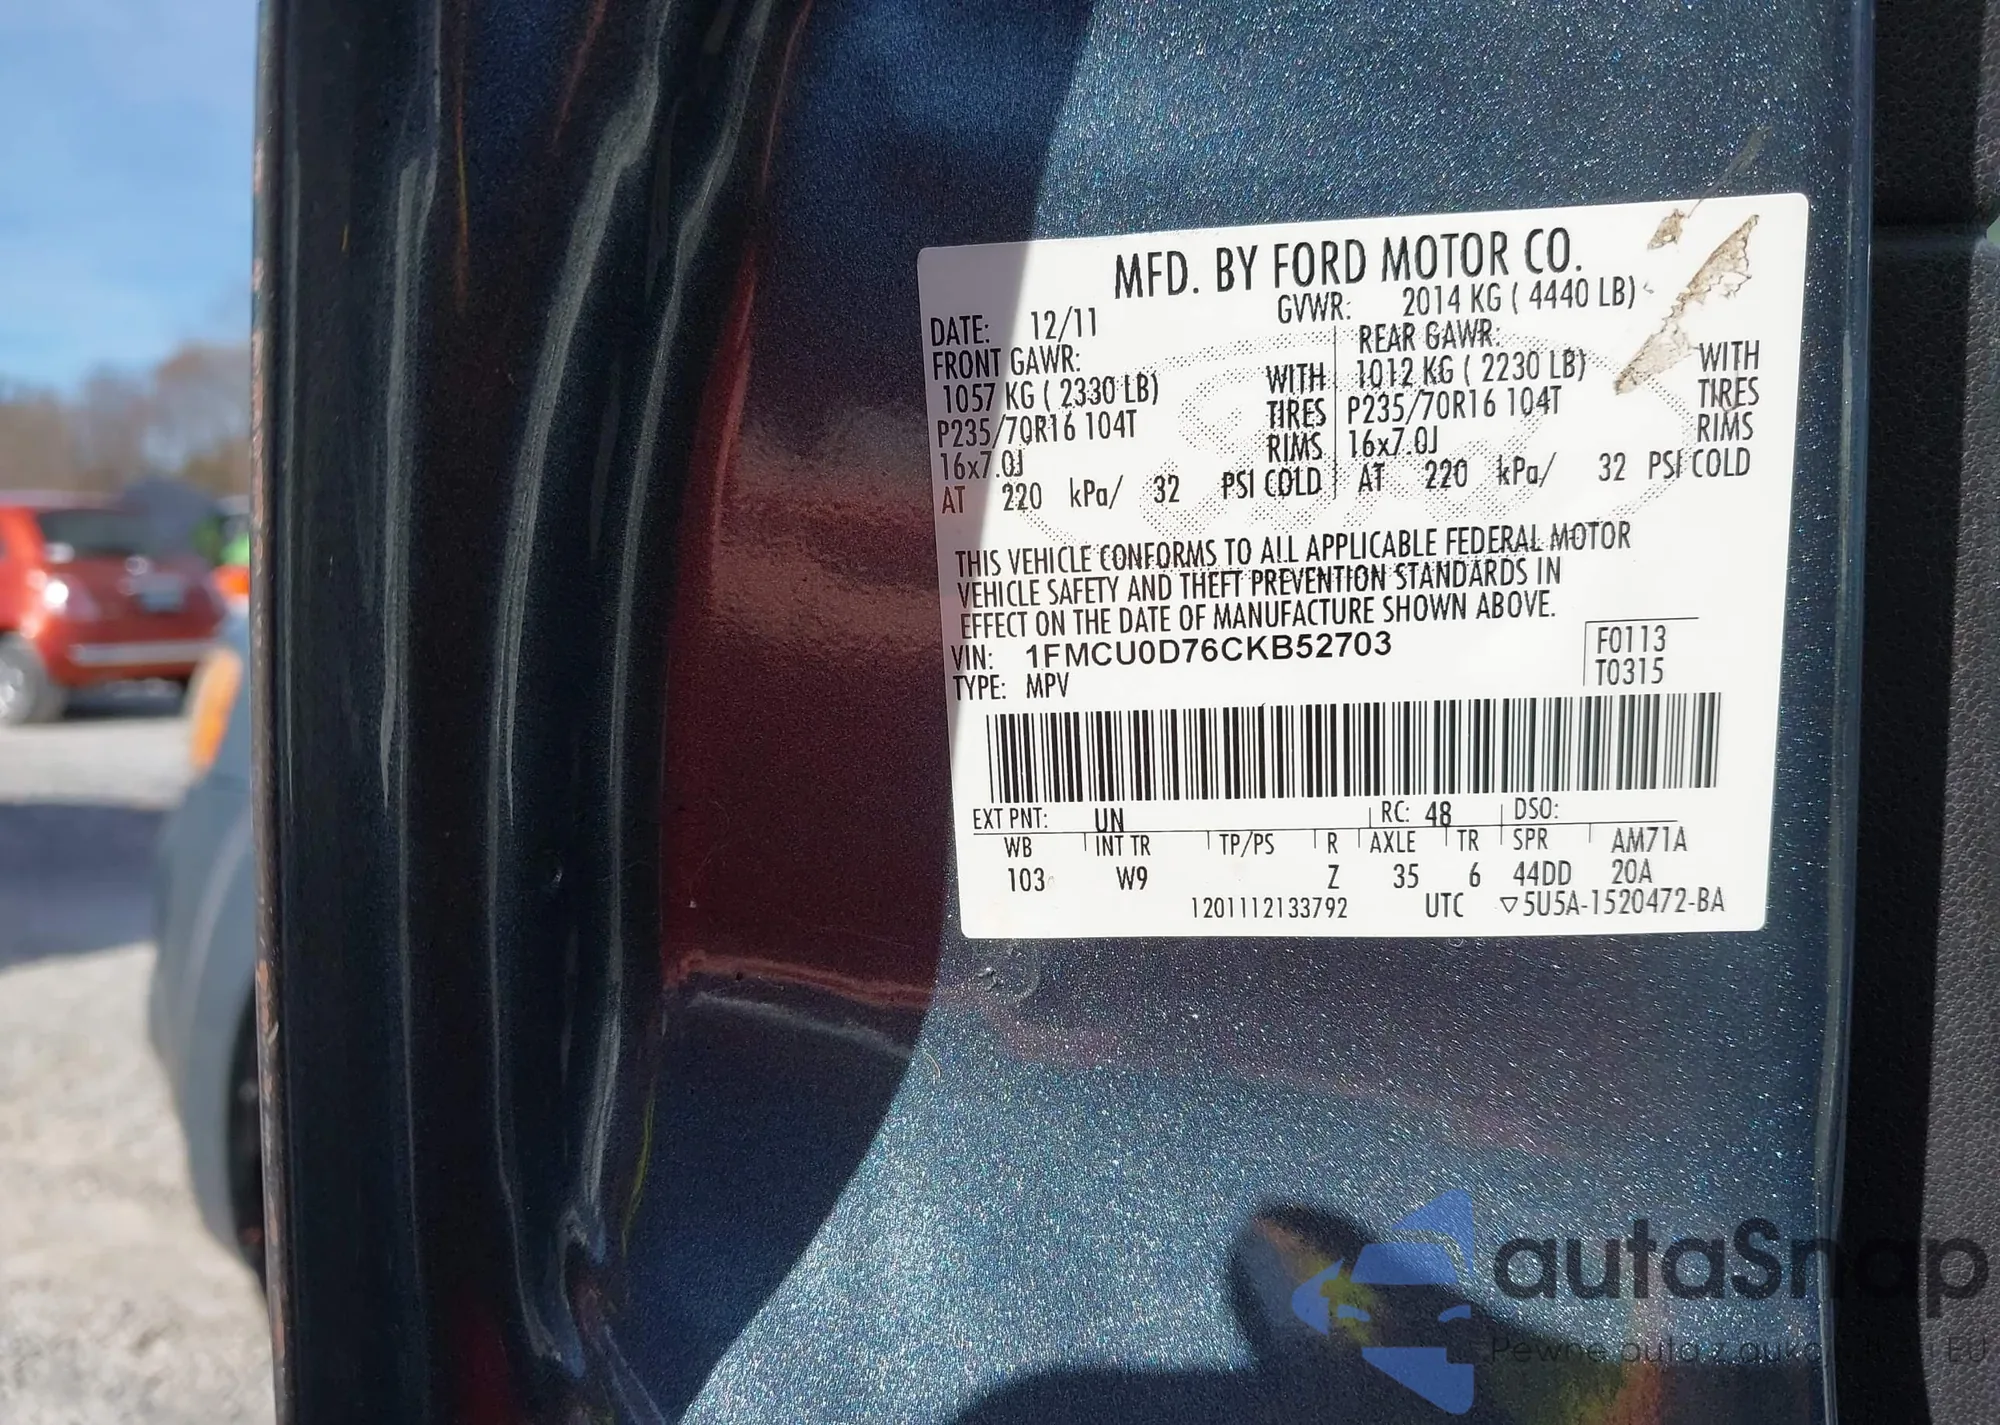 MFD. BY FORD MOTOR CO.
DATE: 12/11 GVWR: 2014 KG ( 4440 LB)
FRONT GAWR: REAR GAWR:
1057 KG ( 2330 LB) WITH 1012 KG ( 2230 LB) WITH
P235/70R16 104T TIRES P235/70R16 104T TIRES
16x7.0J RIMS 16x7.0J RIMS
AT 220 kPa/ 32 PSI COLD AT 220 kPa/ 32 PSI COLD
THIS VEHICLE CONFORMS TO ALL APPLICABLE FEDERAL MOTOR
VEHICLE SAFETY AND THEFT PREVENTION STANDARDS IN
EFFECT ON THE DATE OF MANUFACTURE SHOWN ABOVE.
VIN: 1FMCU0D76CKB52703 F0113
TYPE: MPV T0315
EXT PNT: UN RC: 48 DSO:
WB INT TR TP/PS R AXLE TR SPR AM71A
103 W9 Z 35 6 44DD 20A
1201112133792 UTC ▽5U5A-1520472-BA
autaSnap
Pewne auta z
EU